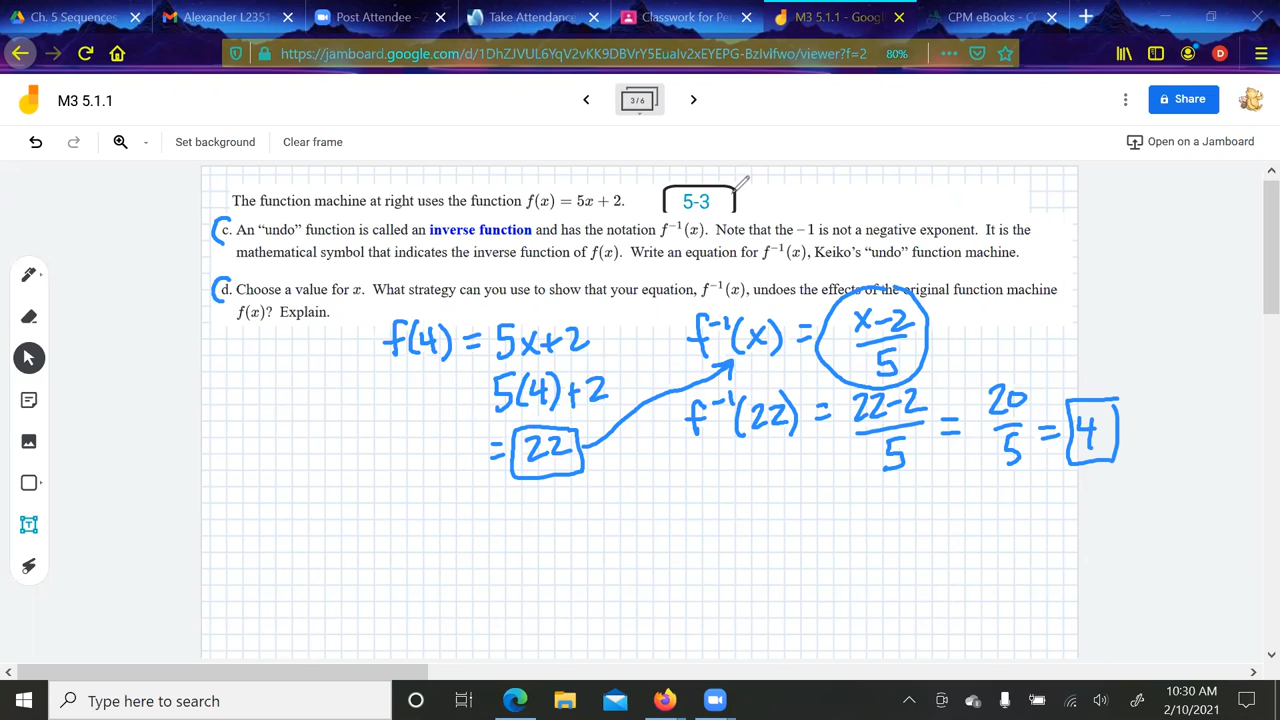 Ch. 5 Sequences
Alexander L2351
Post Attendee - Z
Take Attendance
Classwork for Pe
M3 5.1.1 - Goog
CPM eBooks - C
https://jamboard.google.com/d/1DhZJVUL6YqV2vKK9DBVrY5EuaIv2xEYEPG-BzIvIfwo/viewer?f=2
80%
D
M3 5.1.1
3/6
Share
Set background
Clear frame
Open on a Jamboard
The function machine at right uses the function f(x) = 5x + 2.
5-3
c. An “undo” function is called an inverse function and has the notation f⁻¹(x). Note that the −1 is not a negative exponent. It is the
mathematical symbol that indicates the inverse function of f(x). Write an equation for f⁻¹(x), Keiko’s “undo” function machine.
d. Choose a value for x. What strategy can you use to show that your equation, f⁻¹(x), undoes the effects of the original function machine
f(x)? Explain.
f(4) = 5x+2
5(4)+2
= 22
f⁻¹(x) = x-2/5
f⁻¹(22) = 22-2/5 = 20/5 = 4
Type here to search
10:30 AM
2/10/2021